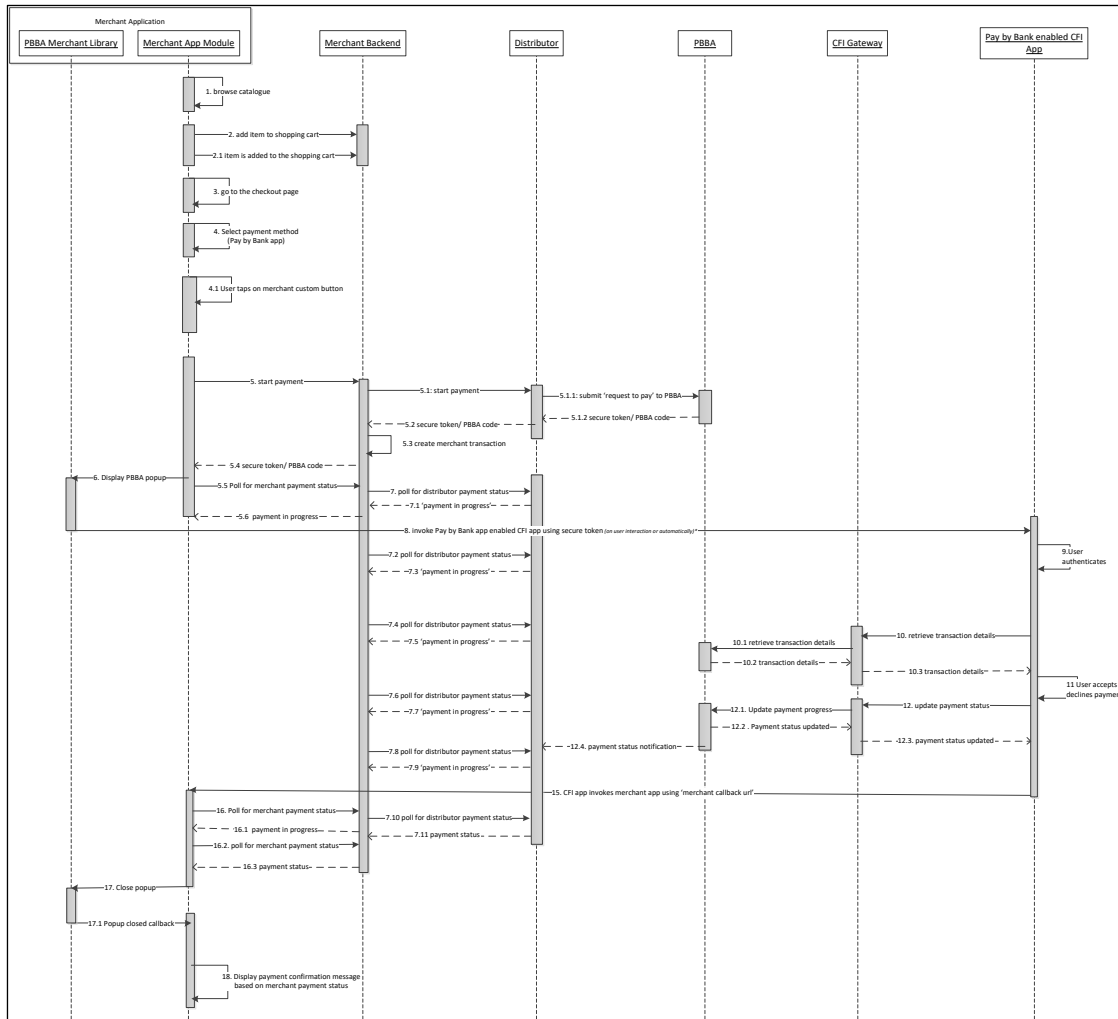 Merchant Application
PBBA Merchant Library
Merchant App Module
Merchant Backend
Distributor
PBBA
CFI Gateway
Pay by Bank enabled CFI
App
1. browse catalogue
2. add item to shopping cart
2.1 item is added to the shopping cart
3. go to the checkout page
4. Select payment method
(Pay by Bank app)
4.1 User taps on merchant custom button
5. start payment
5.1: start payment
5.1.1: submit ‘request to pay’ to PBBA
5.1.2 secure token/ PBBA code
5.2 secure token/ PBBA code
5.3 create merchant transaction
5.4 secure token/ PBBA code
6. Display PBBA popup
5.5 Poll for merchant payment status
7. poll for distributor payment status
7.1 ‘payment in progress’
5.6 payment in progress
8. invoke Pay by Bank app enabled CFI app using secure token (on user interaction or automatically)*
7.2 poll for distributor payment status
9.User
authenticates
7.3 ‘payment in progress’
7.4 poll for distributor payment status
7.5 ‘payment in progress’
10. retrieve transaction details
10.1 retrieve transaction details
10.2 transaction details
10.3 transaction details
11 User accepts
declines payment
7.6 poll for distributor payment status
7.7 ‘payment in progress’
12. update payment status
12.1. Update payment progress
12.2 . Payment status updated
12.3. payment status updated
12.4. payment status notification
7.8 poll for distributor payment status
7.9 ‘payment in progress’
15. CFI app invokes merchant app using ‘merchant callback url’
16. Poll for merchant payment status
7.10 poll for distributor payment status
16.1 payment in progress
7.11 payment status
16.2. poll for merchant payment status
16.3 payment status
17. Close popup
17.1 Popup closed callback
18. Display payment confirmation message
based on merchant payment status